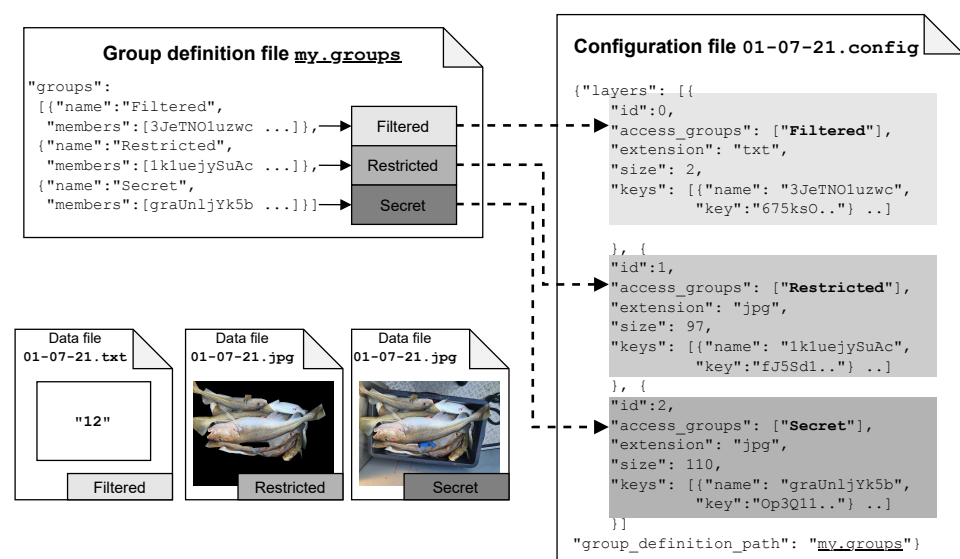 Group definition file my.groups
"groups":
[{"name":"Filtered",
"members":[3JeTNO1uzwc ...]},
{"name":"Restricted",
"members":[1k1uejySuAc ...]},
{"name":"Secret",
"members":[graUnljYk5b ...]}]
Filtered
Restricted
Secret
Data file
01-07-21.txt
"12"
Filtered
Data file
01-07-21.jpg
Restricted
Data file
01-07-21.jpg
Secret
Configuration file 01-07-21.config
{"layers": [{
"id":0,
"access_groups": ["Filtered"],
"extension": "txt",
"size": 2,
"keys": [{"name": "3JeTNO1uzwc",
"key":"675ksO.."} ..]
}, {
"id":1,
"access_groups": ["Restricted"],
"extension": "jpg",
"size": 97,
"keys": [{"name": "1k1uejySuAc",
"key":"fJ5Sd1.."} ..]
}, {
"id":2,
"access_groups": ["Secret"],
"extension": "jpg",
"size": 110,
"keys": [{"name": "graUnljYk5b",
"key":"Op3Q11.."} ..]
}]
"group_definition_path": "my.groups"}